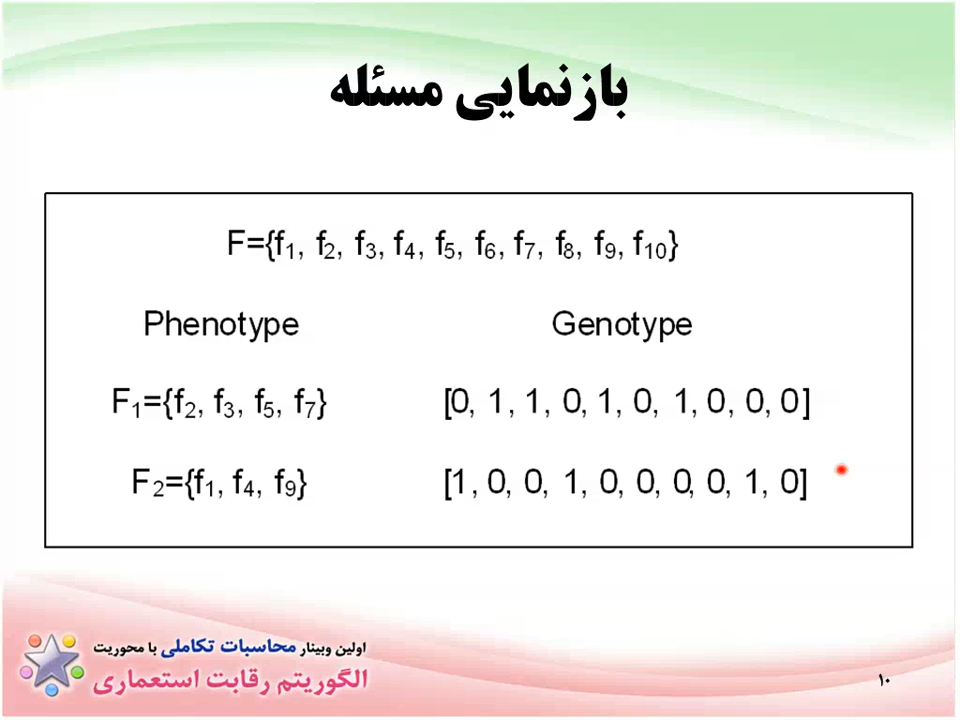 بازنمایی مسئله
F={f₁, f₂, f₃, f₄, f₅, f₆, f₇, f₈, f₉, f₁₀}
Phenotype Genotype
F₁={f₂, f₃, f₅, f₇} [0, 1, 1, 0, 1, 0, 1, 0, 0, 0]
F₂={f₁, f₄, f₉} [1, 0, 0, 1, 0, 0, 0, 0, 1, 0]
اولین وبینار محاسبات تکاملی با محوریت
الگوریتم رقابت استعماری
۱۰